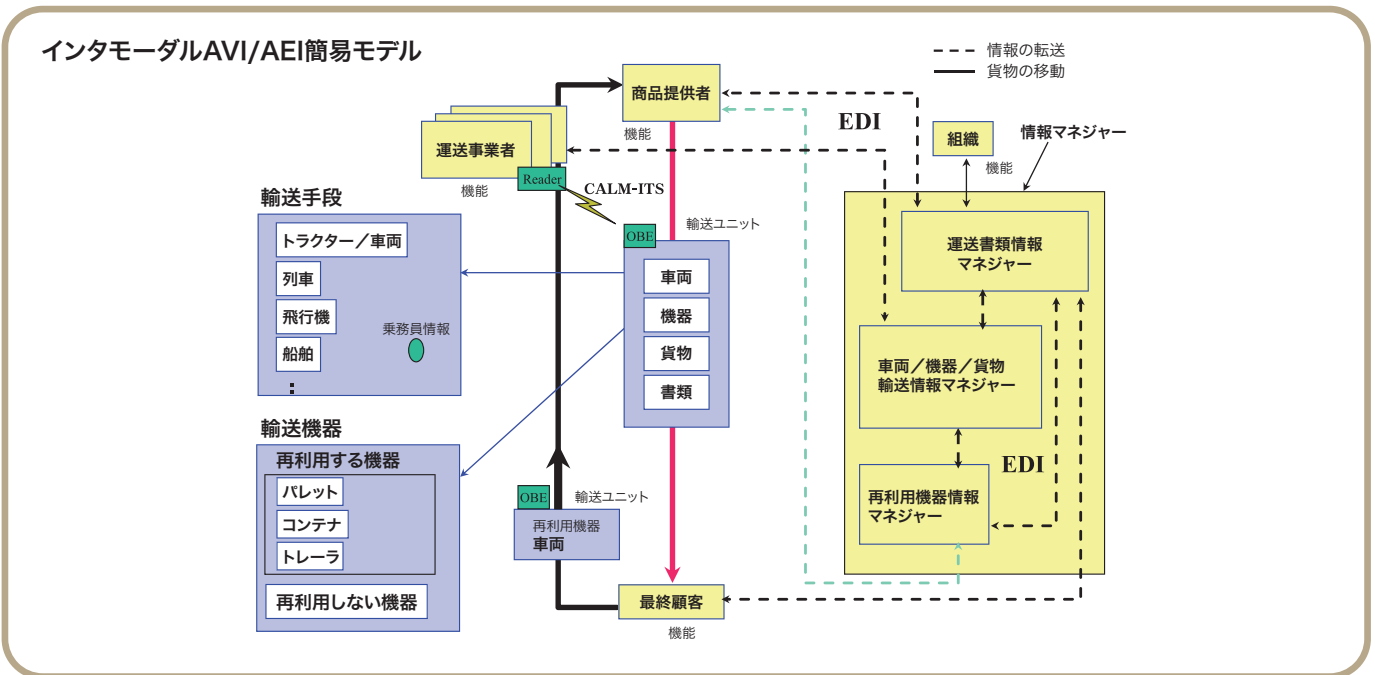 インタモーダルAVI/AEI簡易モデル
情報の転送
貨物の移動
商品提供者
機能
EDI
組織
機能
情報マネジャー
運送事業者
機能
Reader
CALM-ITS
輸送手段
トラクター／車両
列車
飛行機
船舶
:
乗務員情報
OBE
輸送ユニット
車両
機器
貨物
書類
運送書類情報
マネジャー
車両／機器／貨物
輸送情報マネジャー
EDI
再利用機器情報
マネジャー
輸送機器
再利用する機器
パレット
コンテナ
トレーラ
再利用しない機器
OBE
輸送ユニット
再利用機器
車両
最終顧客
機能